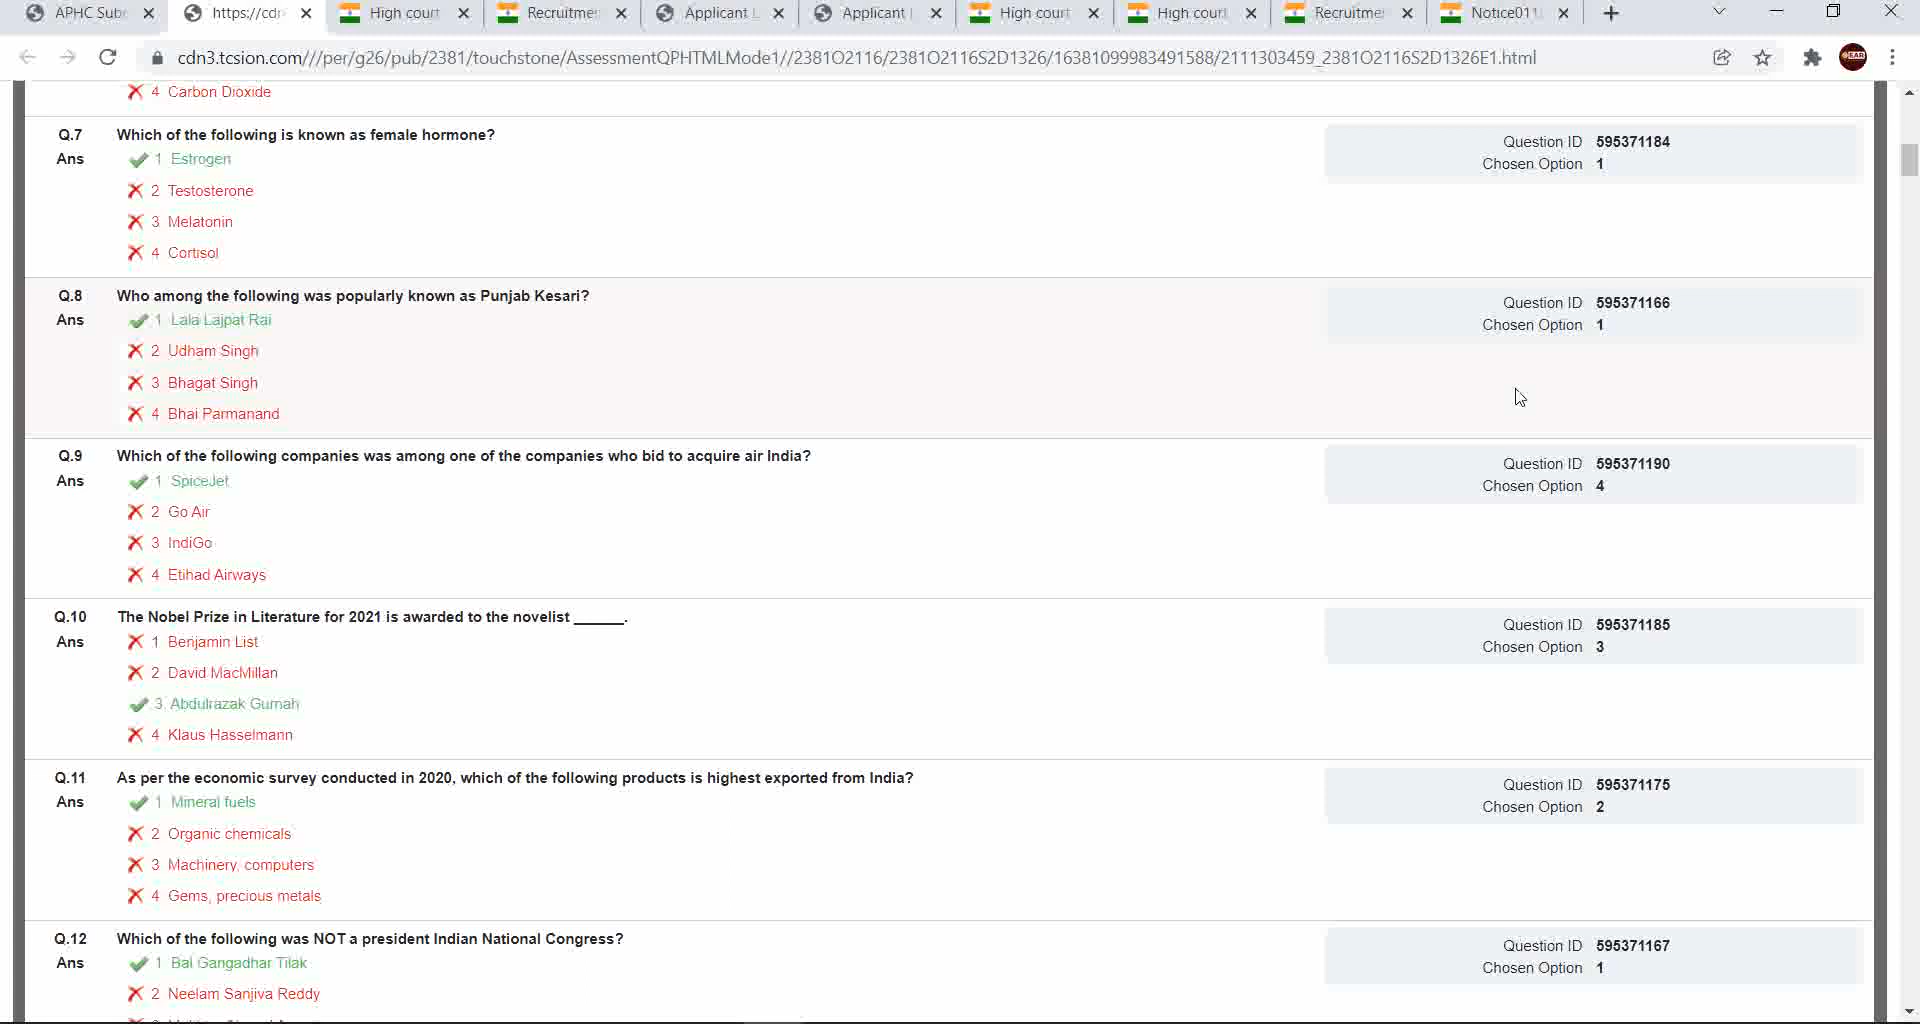 APHC Sub
https://cdn
High court
Recruitme
Applicant L
Applicant
High court
High court
Recruitme
Notice011
cdn3.tcsion.com///per/g26/pub/2381/touchstone/AssessmentQPHTMLMode1//2381O2116/2381O2116S2D1326/16381099983491588/2111303459_2381O2116S2D1326E1.html
4 Carbon Dioxide
Q.7 Which of the following is known as female hormone?
Question ID 595371184
Ans 1 Estrogen
Chosen Option 1
2 Testosterone
3 Melatonin
4 Cortisol
Q.8 Who among the following was popularly known as Punjab Kesari?
Question ID 595371166
Ans 1 Lala Lajpat Rai
Chosen Option 1
2 Udham Singh
3 Bhagat Singh
4 Bhai Parmanand
Q.9 Which of the following companies was among one of the companies who bid to acquire air India?
Question ID 595371190
Ans 1 SpiceJet
Chosen Option 4
2 Go Air
3 IndiGo
4 Etihad Airways
Q.10 The Nobel Prize in Literature for 2021 is awarded to the novelist ______.
Question ID 595371185
Ans 1 Benjamin List
Chosen Option 3
2 David MacMillan
3. Abdulrazak Gurnah
4 Klaus Hasselmann
Q.11 As per the economic survey conducted in 2020, which of the following products is highest exported from India?
Question ID 595371175
Ans 1 Mineral fuels
Chosen Option 2
2 Organic chemicals
3 Machinery, computers
4 Gems, precious metals
Q.12 Which of the following was NOT a president Indian National Congress?
Question ID 595371167
Ans 1 Bal Gangadhar Tilak
Chosen Option 1
2 Neelam Sanjiva Reddy